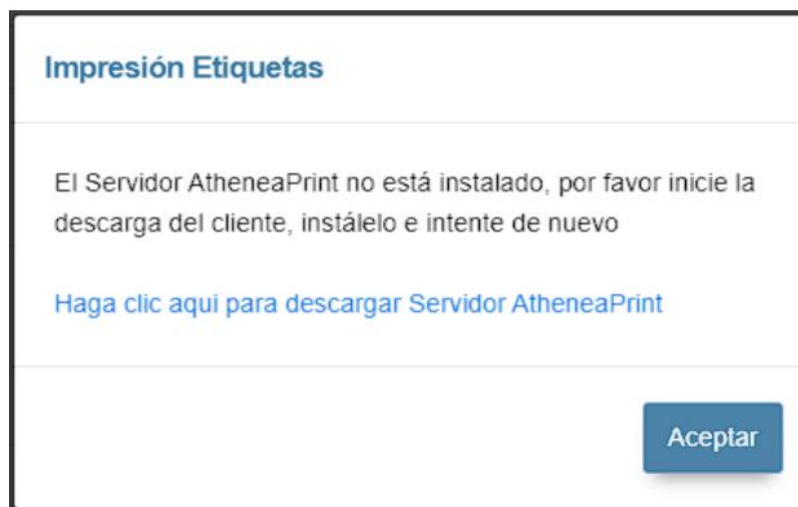 Impresión Etiquetas
El Servidor AtheneaPrint no está instalado, por favor inicie la
descarga del cliente, instálelo e intente de nuevo
Haga clic aqui para descargar Servidor AtheneaPrint
Aceptar